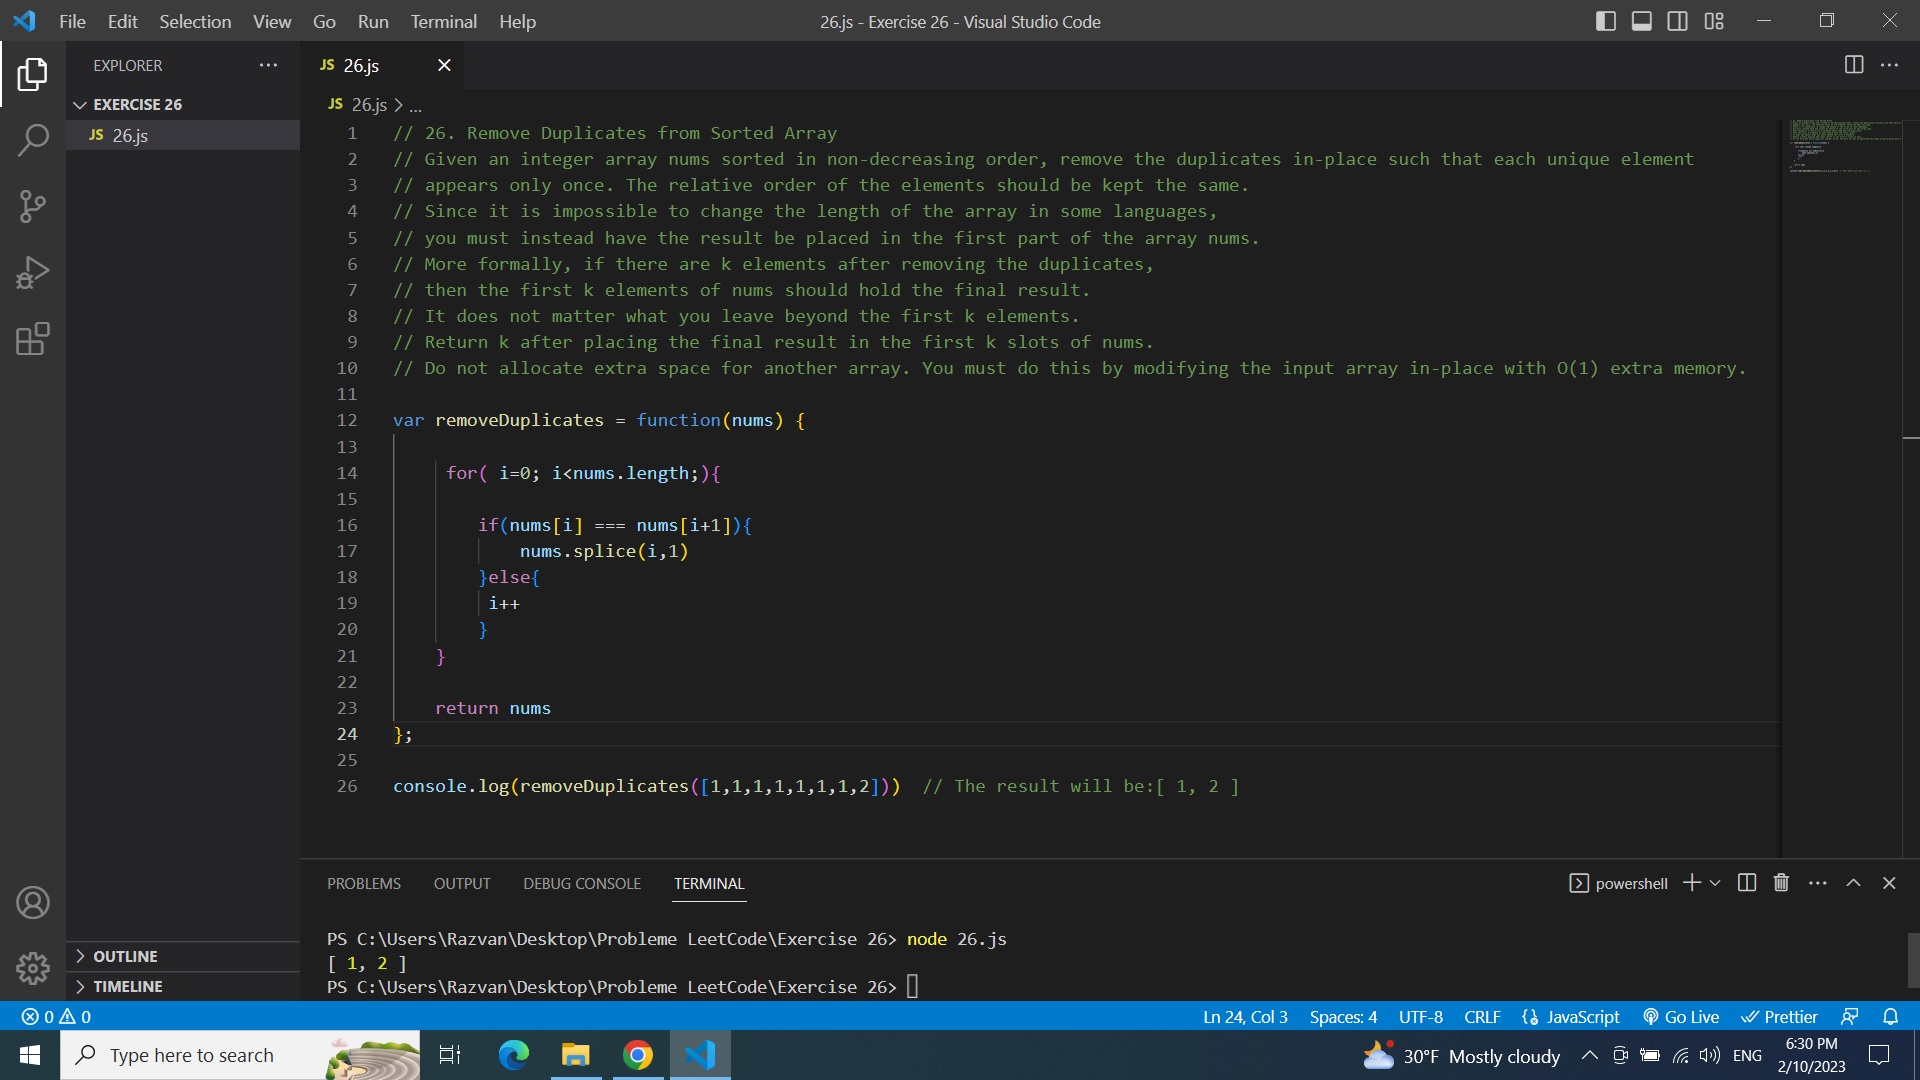 File Edit Selection View Go Run Terminal Help
26.js - Exercise 26 - Visual Studio Code
EXPLORER
EXERCISE 26
JS 26.js
JS 26.js
JS 26.js > ...
1 // 26. Remove Duplicates from Sorted Array
2 // Given an integer array nums sorted in non-decreasing order, remove the duplicates in-place such that each unique element
3 // appears only once. The relative order of the elements should be kept the same.
4 // Since it is impossible to change the length of the array in some languages,
5 // you must instead have the result be placed in the first part of the array nums.
6 // More formally, if there are k elements after removing the duplicates,
7 // then the first k elements of nums should hold the final result.
8 // It does not matter what you leave beyond the first k elements.
9 // Return k after placing the final result in the first k slots of nums.
10 // Do not allocate extra space for another array. You must do this by modifying the input array in-place with O(1) extra memory.
11
12 var removeDuplicates = function(nums) {
13
14 for( i=0; i<nums.length;){
15
16 if(nums[i] === nums[i+1]){
17 nums.splice(i,1)
18 }else{
19 i++
20 }
21 }
22
23 return nums
24 };
25
26 console.log(removeDuplicates([1,1,1,1,1,1,1,2]))  // The result will be:[ 1, 2 ]
OUTLINE
TIMELINE
PROBLEMS OUTPUT DEBUG CONSOLE TERMINAL
powershell
PS C:\Users\Razvan\Desktop\Probleme LeetCode\Exercise 26> node 26.js
[ 1, 2 ]
PS C:\Users\Razvan\Desktop\Probleme LeetCode\Exercise 26>
0 0
Ln 24, Col 3 Spaces: 4 UTF-8 CRLF JavaScript Go Live Prettier
Type here to search
30°F Mostly cloudy
ENG
6:30 PM
2/10/2023